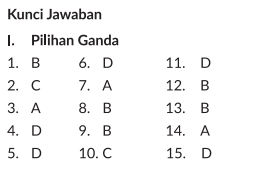 Kunci Jawaban
I. Pilihan Ganda
1. B 6. D 11. D
2. C 7. A 12. B
3. A 8. B 13. B
4. D 9. B 14. A
5. D 10. C 15. D